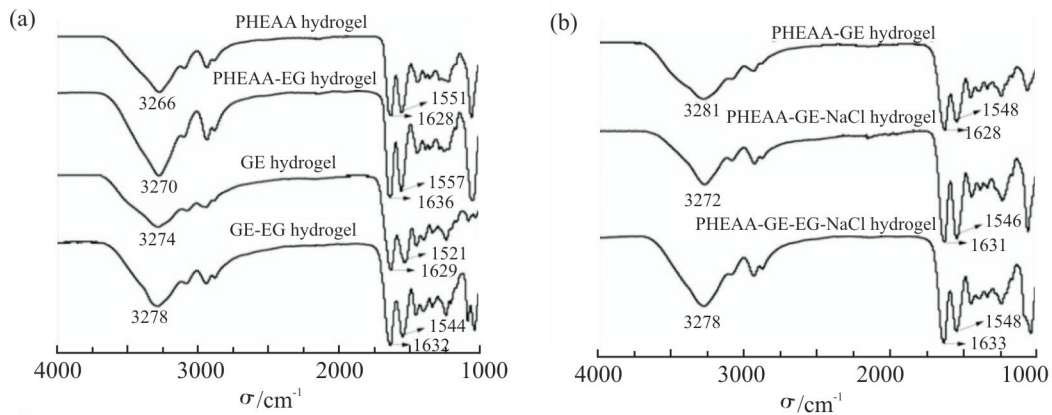 (a)
PHEAA hydrogel
3266
1551
1628
PHEAA-EG hydrogel
3270
1557
1636
GE hydrogel
3274
1521
1629
GE-EG hydrogel
3278
1544
1632
4000 3000 2000 1000
σ/cm⁻¹
(b)
PHEAA-GE hydrogel
3281
1548
1628
PHEAA-GE-NaCl hydrogel
3272
1546
1631
PHEAA-GE-EG-NaCl hydrogel
3278
1548
1633
4000 3000 2000 1000
σ/cm⁻¹